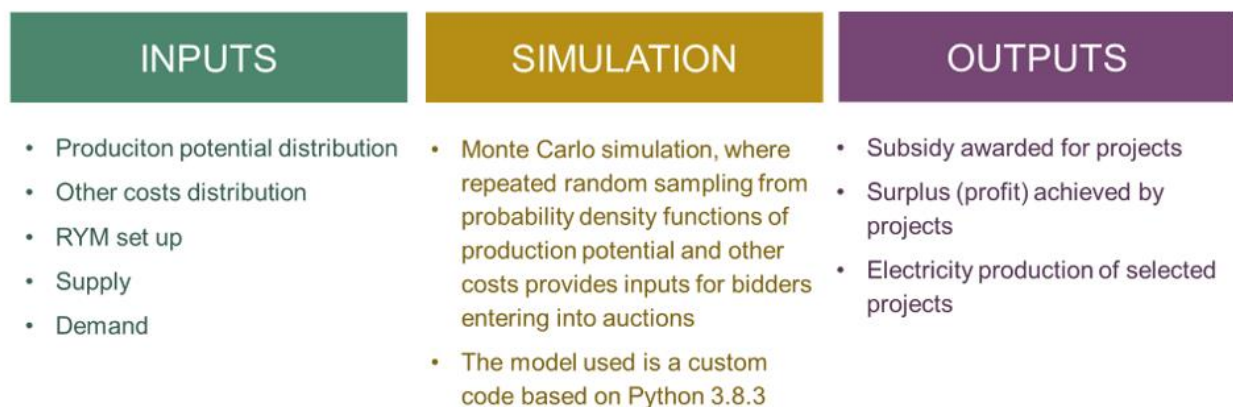 INPUTS
• Produciton potential distribution
• Other costs distribution
• RYM set up
• Supply
• Demand
SIMULATION
• Monte Carlo simulation, where
repeated random sampling from
probability density functions of
production potential and other
costs provides inputs for bidders
entering into auctions
• The model used is a custom
code based on Python 3.8.3
OUTPUTS
• Subsidy awarded for projects
• Surplus (profit) achieved by
projects
• Electricity production of selected
projects